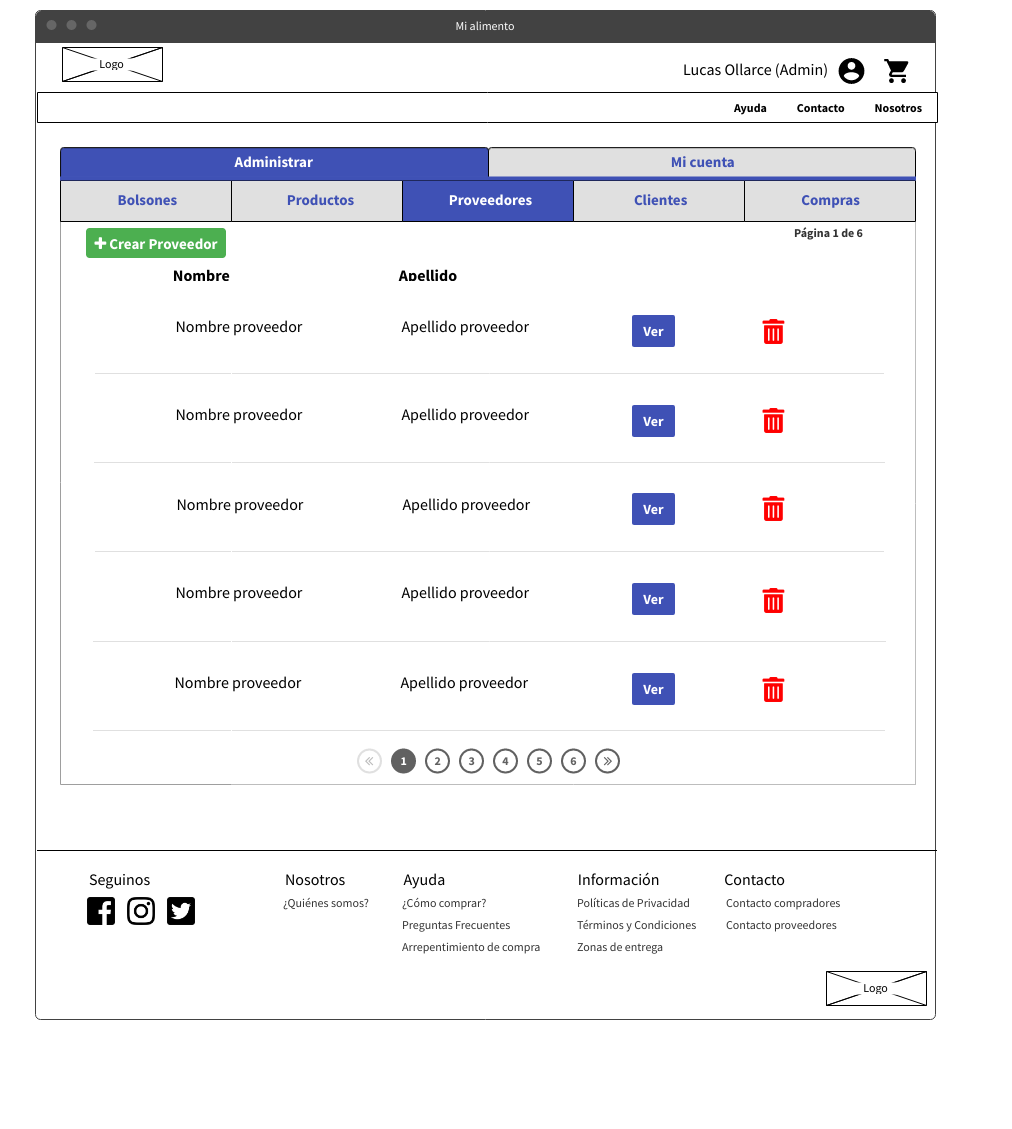 Mi alimento
Logo
Lucas Ollarce (Admin)
Ayuda Contacto Nosotros
Administrar Mi cuenta
Bolsones Productos Proveedores Clientes Compras
Crear Proveedor
Página 1 de 6
Nombre Apellido
Nombre proveedor Apellido proveedor Ver
Nombre proveedor Apellido proveedor Ver
Nombre proveedor Apellido proveedor Ver
Nombre proveedor Apellido proveedor Ver
Nombre proveedor Apellido proveedor Ver
« 1 2 3 4 5 6 »
Seguinos Nosotros Ayuda Información Contacto
¿Quiénes somos? ¿Cómo comprar? Políticas de Privacidad Contacto compradores
Preguntas Frecuentes Términos y Condiciones Contacto proveedores
Arrepentimiento de compra Zonas de entrega
Logo